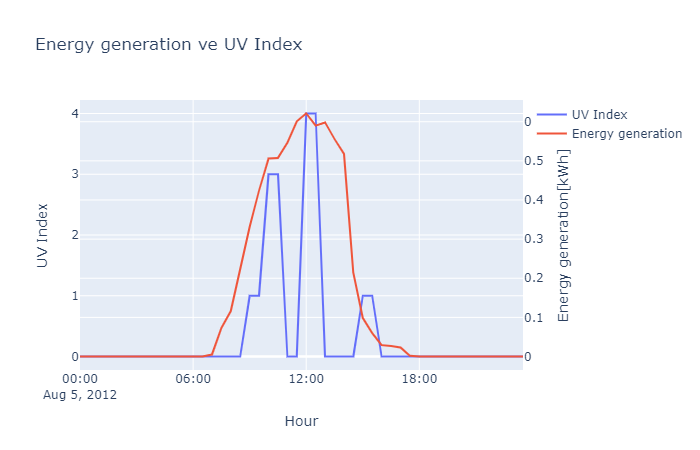 Energy generation ve UV Index
UV Index
Energy generation
4
3
2
1
0
UV Index
0
0.5
0.4
0.3
0.2
0.1
0
Energy generation[kWh]
00:00
06:00
12:00
18:00
Aug 5, 2012
Hour